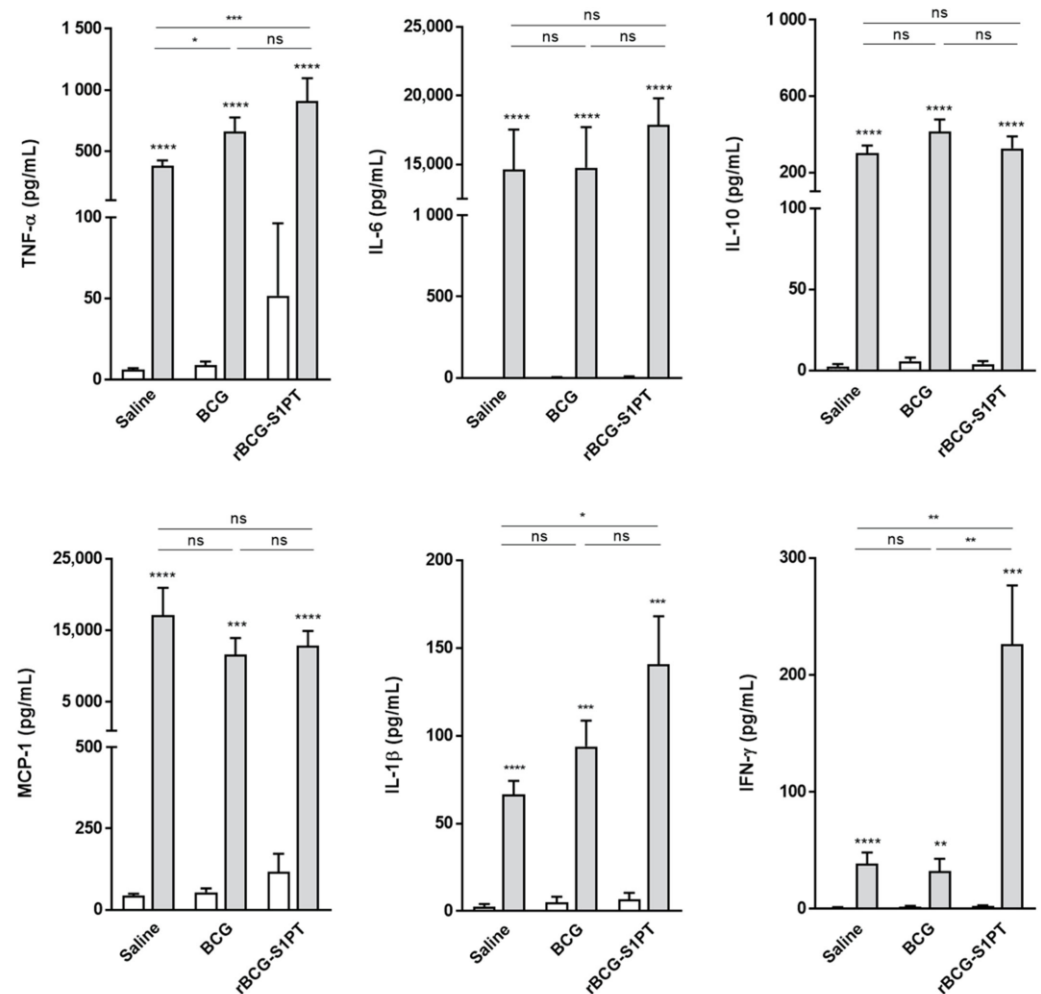 ***
* ns
TNF-α (pg/mL)
1 500
1 000
500
100
50
0
****
****
****
Saline
BCG
rBCG-S1PT
ns
ns ns
IL-6 (pg/mL)
25,000
20,000
15,000
1 000
500
0
****
****
****
Saline
BCG
rBCG-S1PT
ns
ns ns
IL-10 (pg/mL)
1 000
600
200
100
50
0
****
****
****
Saline
BCG
rBCG-S1PT
ns
ns ns
MCP-1 (pg/mL)
25,000
15,000
5 000
500
250
0
****
***
****
Saline
BCG
rBCG-S1PT
*
ns ns
IL-1β (pg/mL)
200
150
100
50
0
****
***
***
Saline
BCG
rBCG-S1PT
**
ns **
IFN-γ (pg/mL)
300
200
100
0
****
**
***
Saline
BCG
rBCG-S1PT